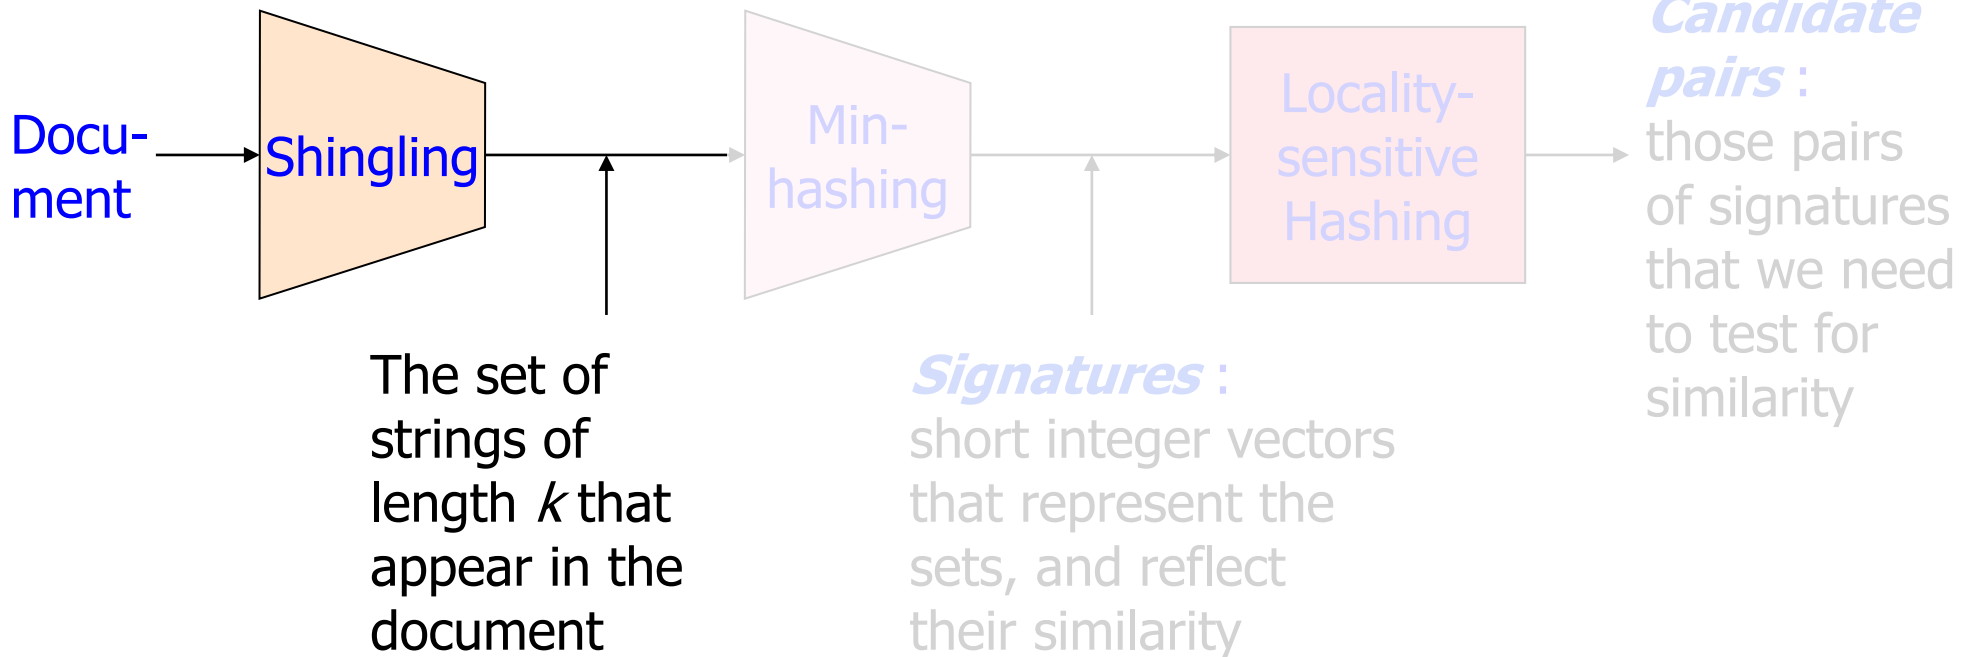 Docu-
ment
Shingling
The set of
strings of
length k that
appear in the
document
Min-
hashing
Signatures :
short integer vectors
that represent the
sets, and reflect
their similarity
Locality-
sensitive
Hashing
Candidate
pairs :
those pairs
of signatures
that we need
to test for
similarity